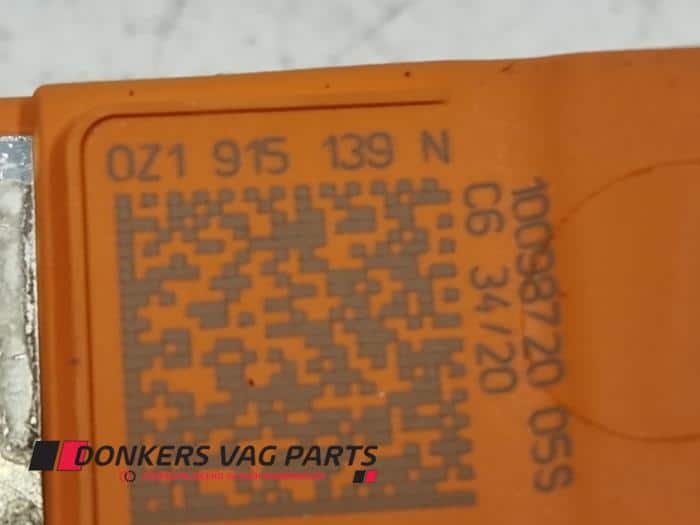 0Z1 915 139 N
C6 34/20
10098720 05S
DONKERS VAG PARTS